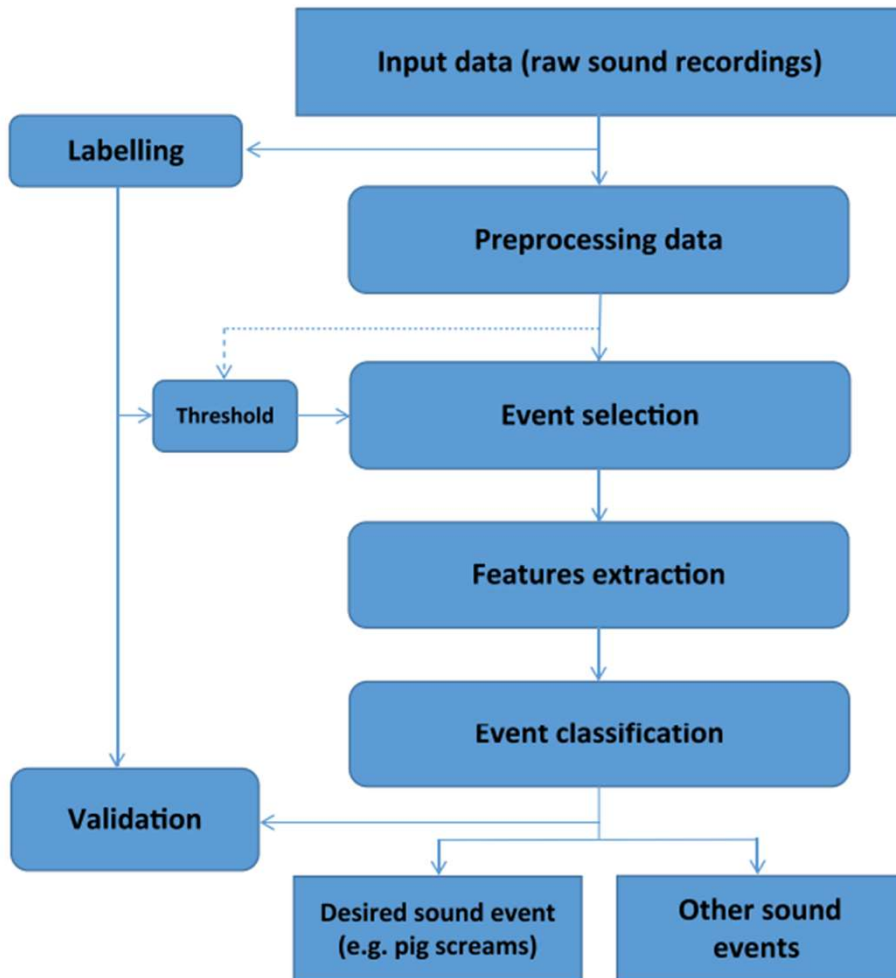 Input data (raw sound recordings)
Labelling
Preprocessing data
Threshold
Event selection
Features extraction
Event classification
Validation
Desired sound event
(e.g. pig screams)
Other sound
events